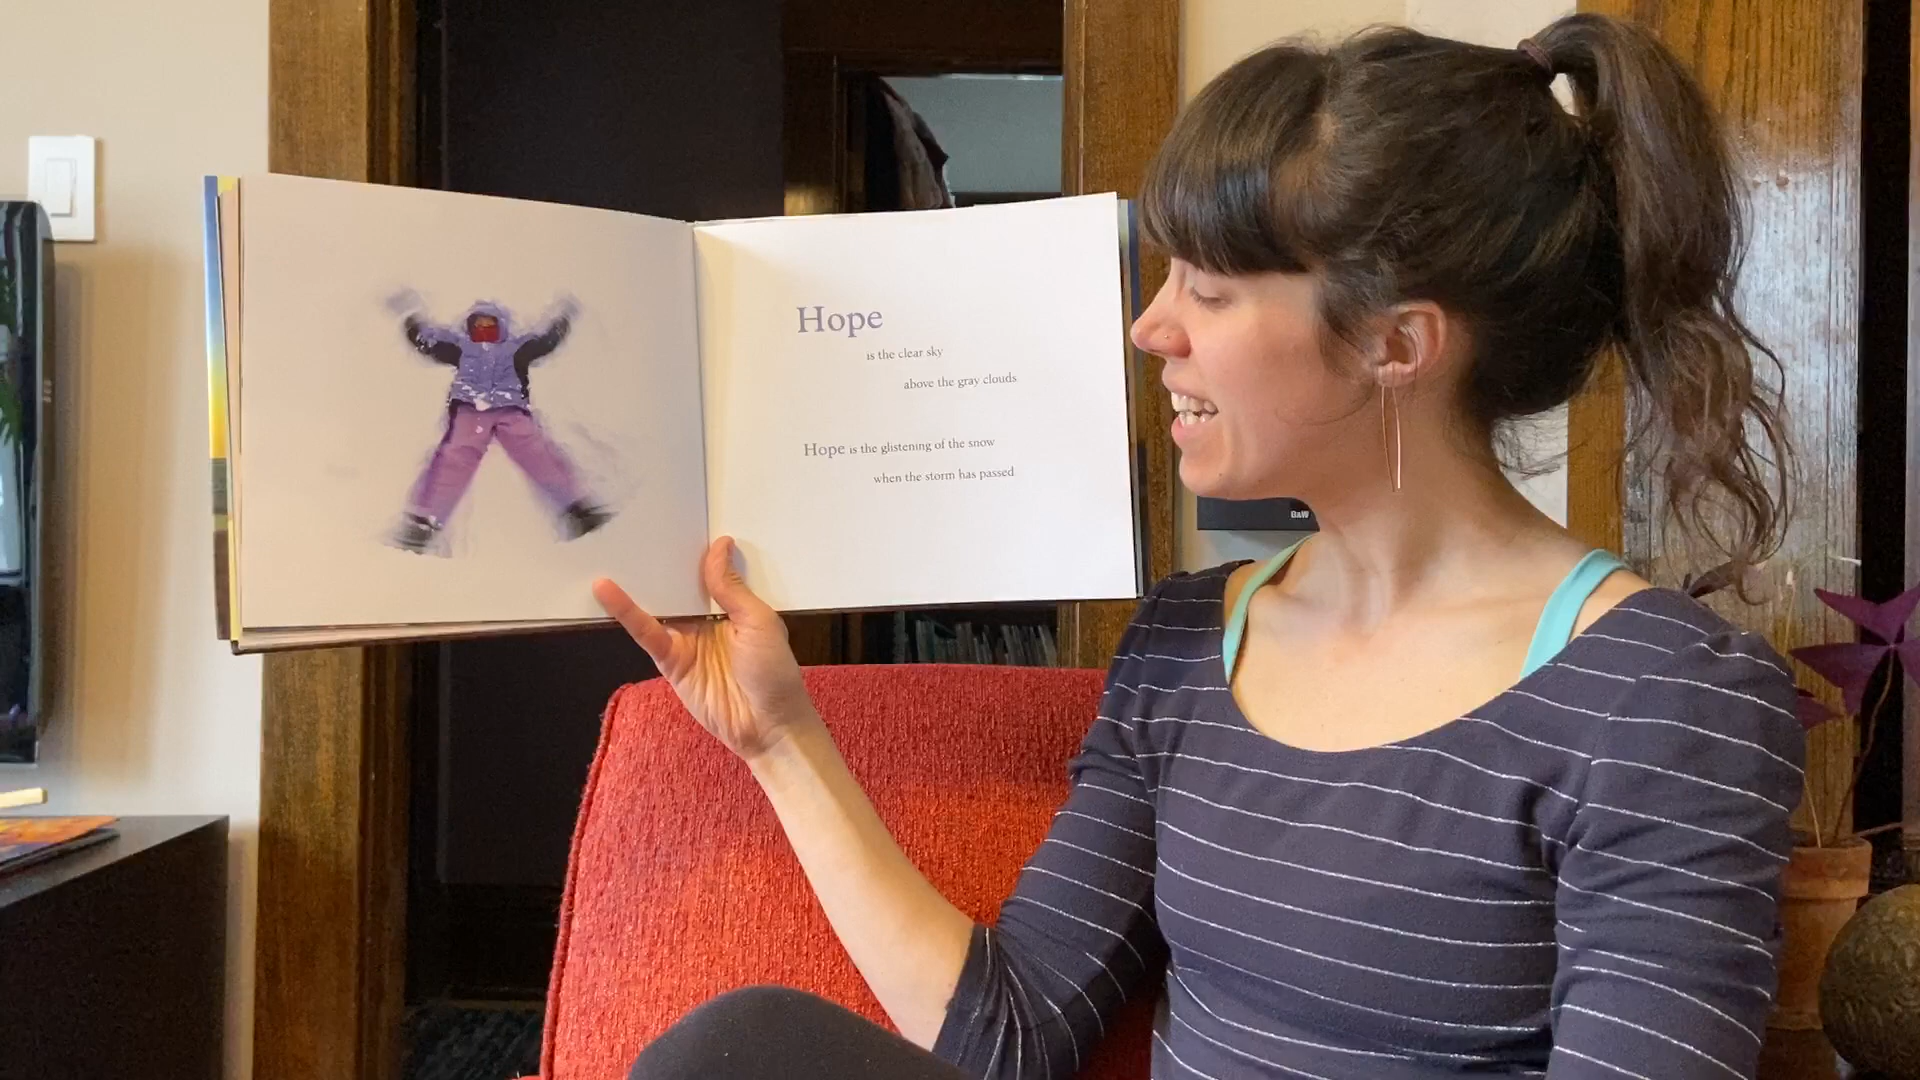 Hope
is the clear sky
above the gray clouds
Hope is the glistening of the snow
when the storm has passed
B&W